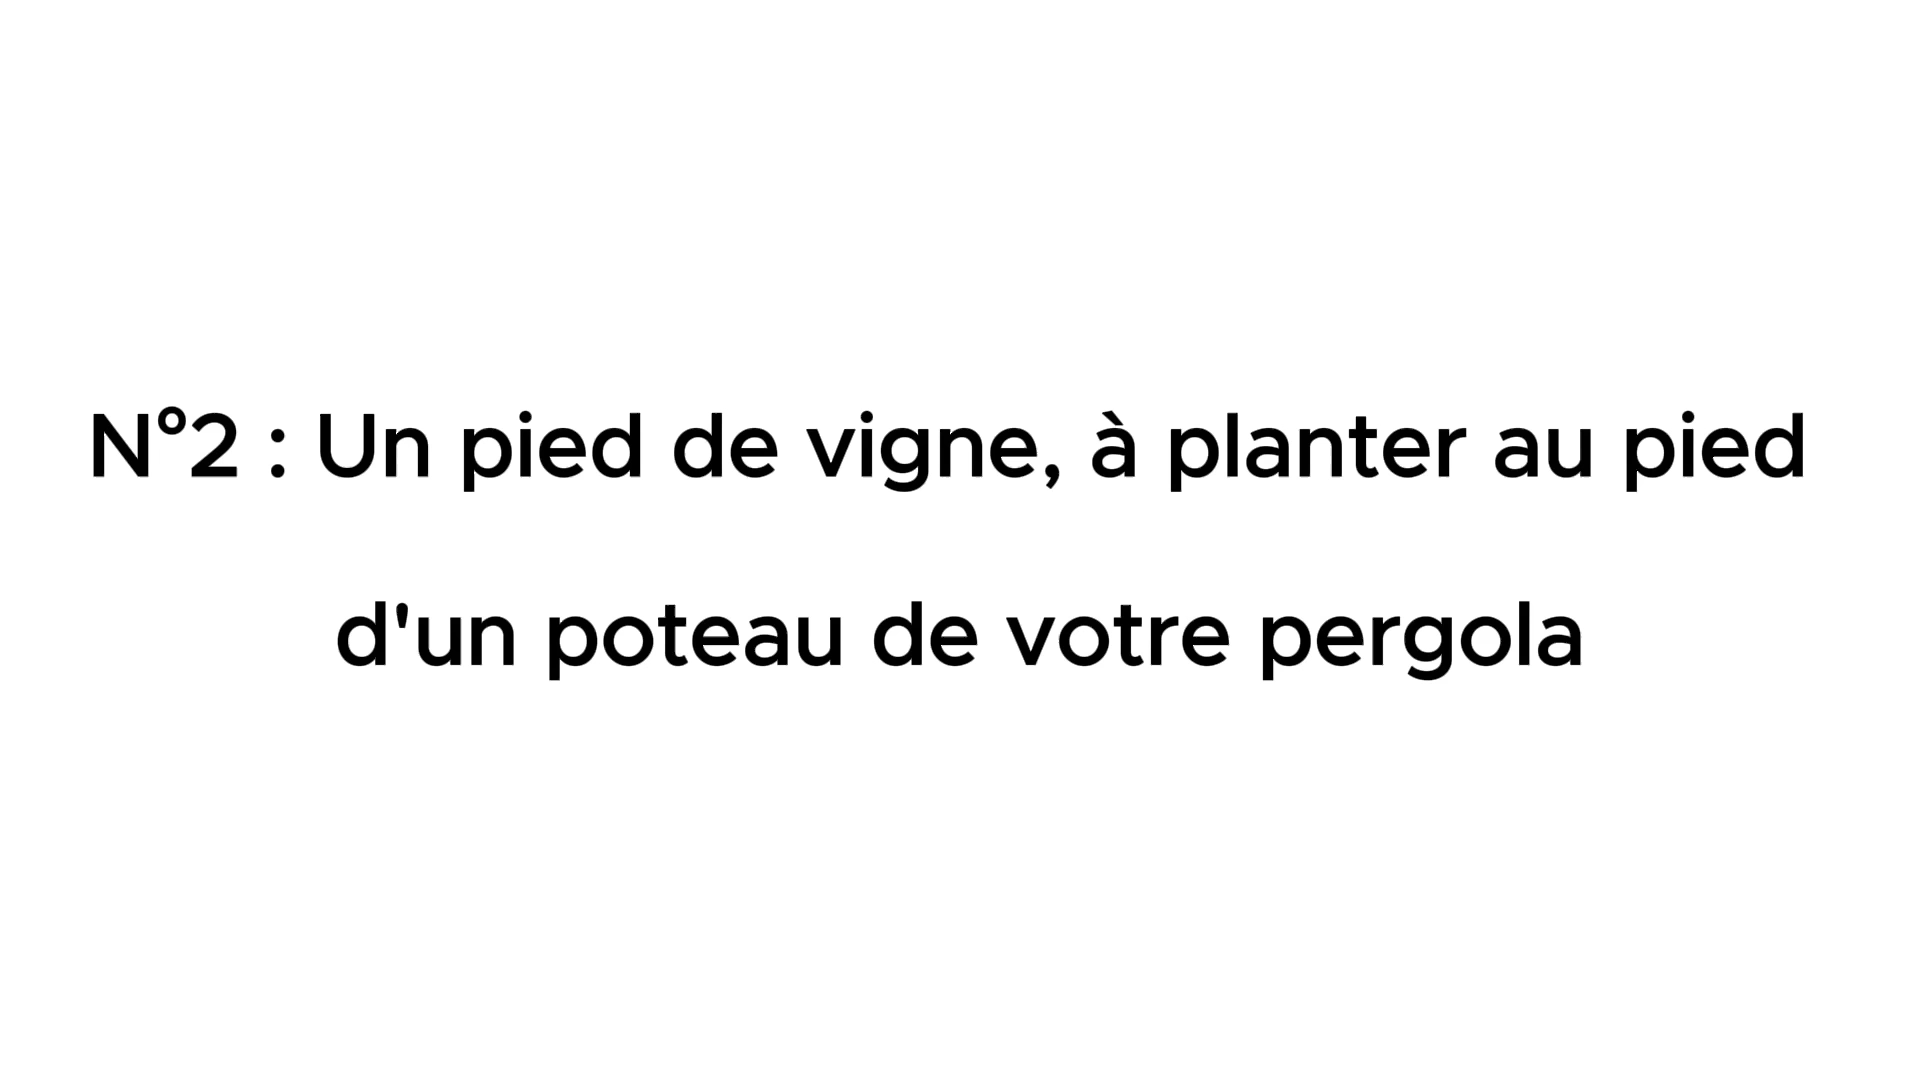 N°2 : Un pied de vigne, à planter au pied
d'un poteau de votre pergola